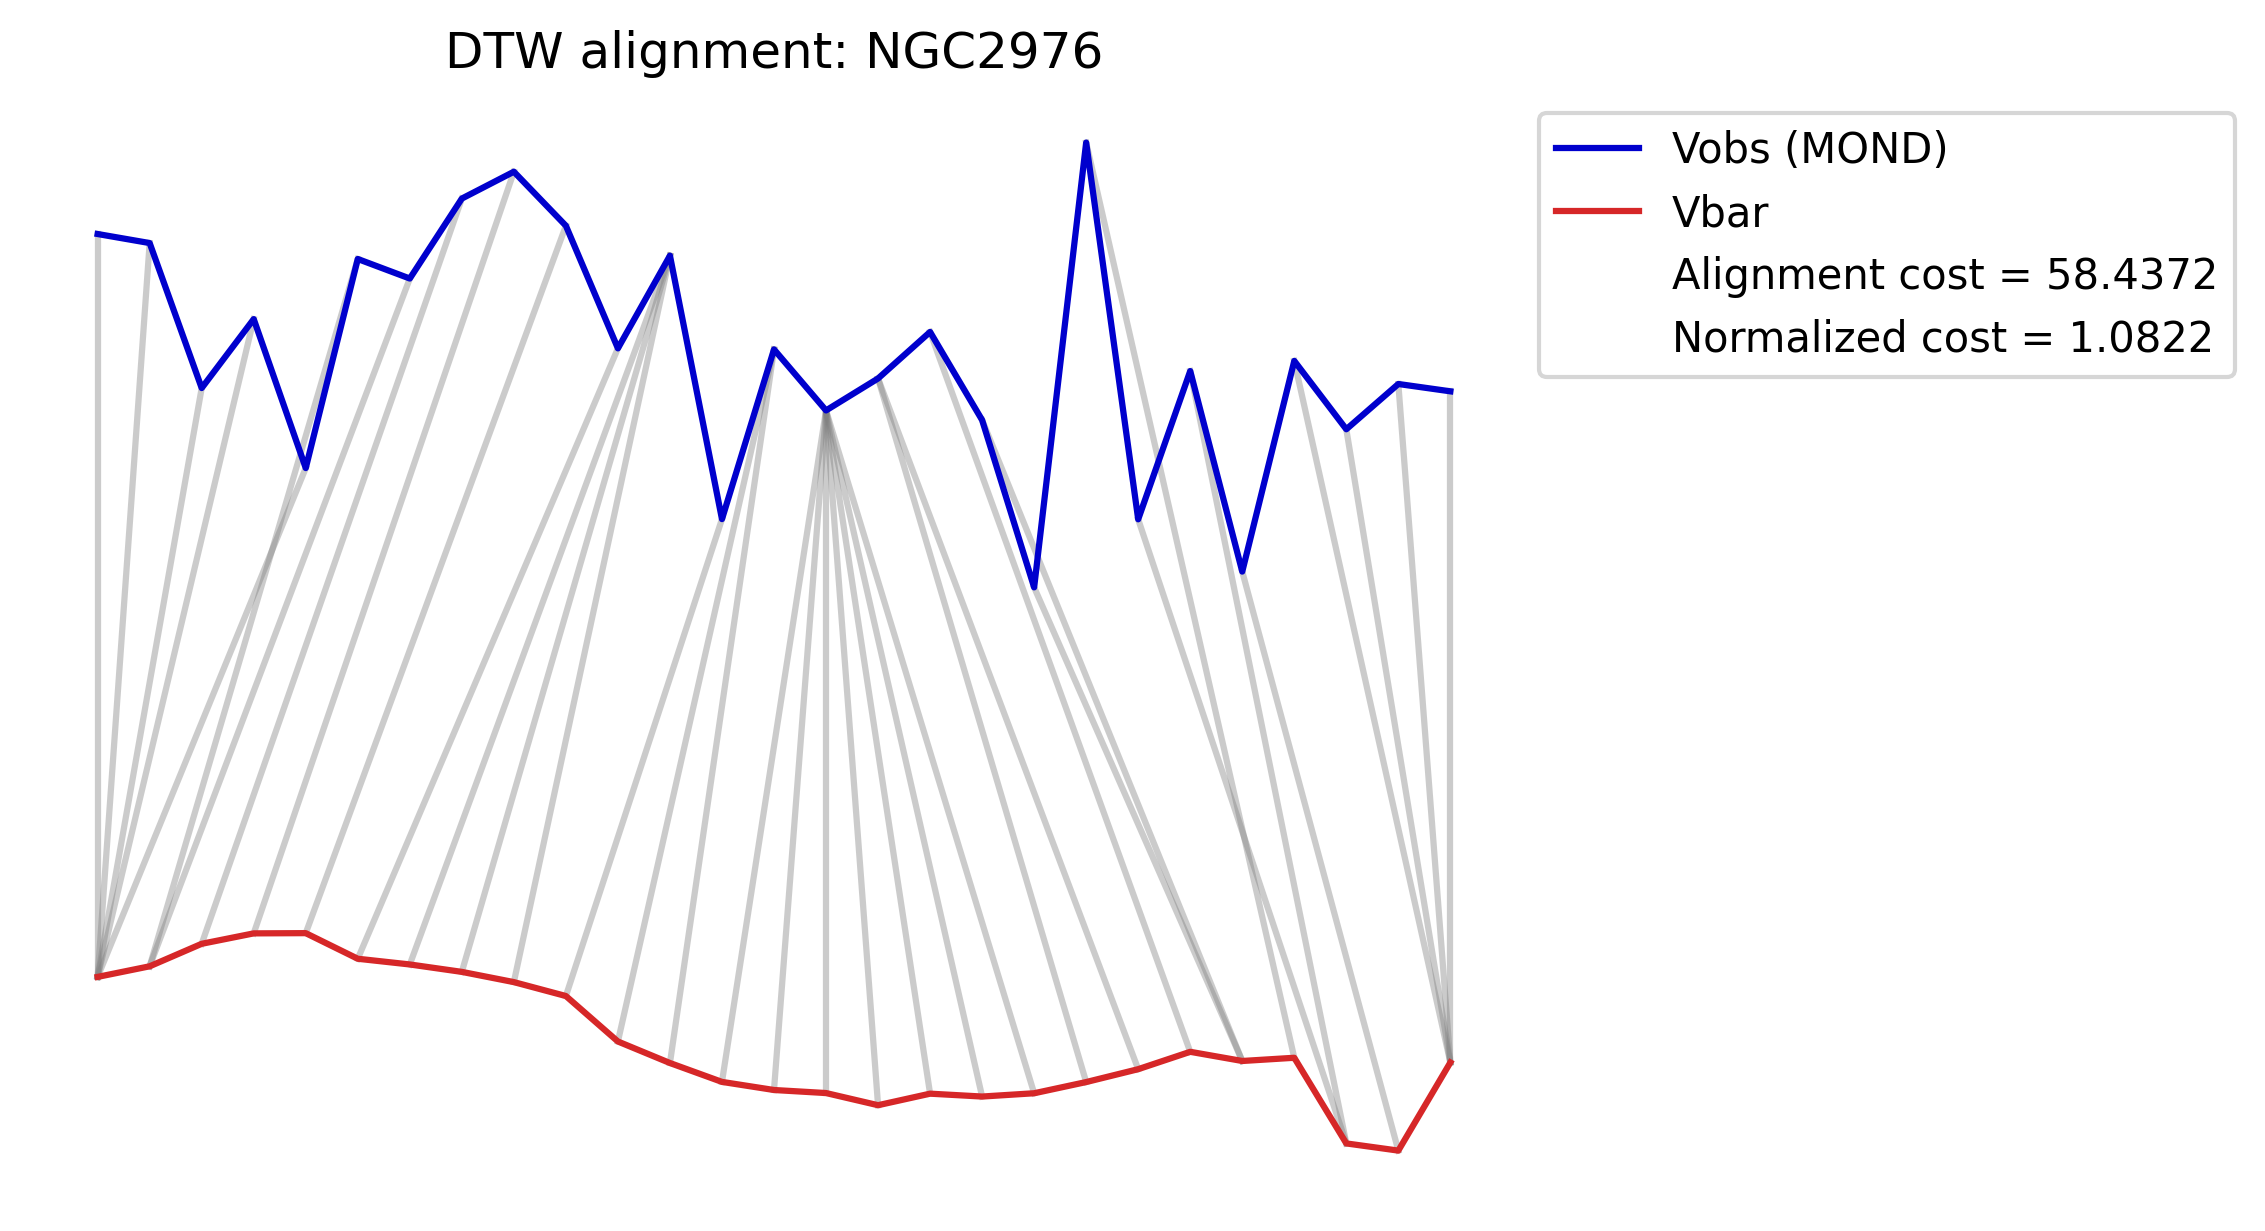 DTW alignment: NGC2976
Vobs (MOND)
Vbar
Alignment cost = 58.4372
Normalized cost = 1.0822